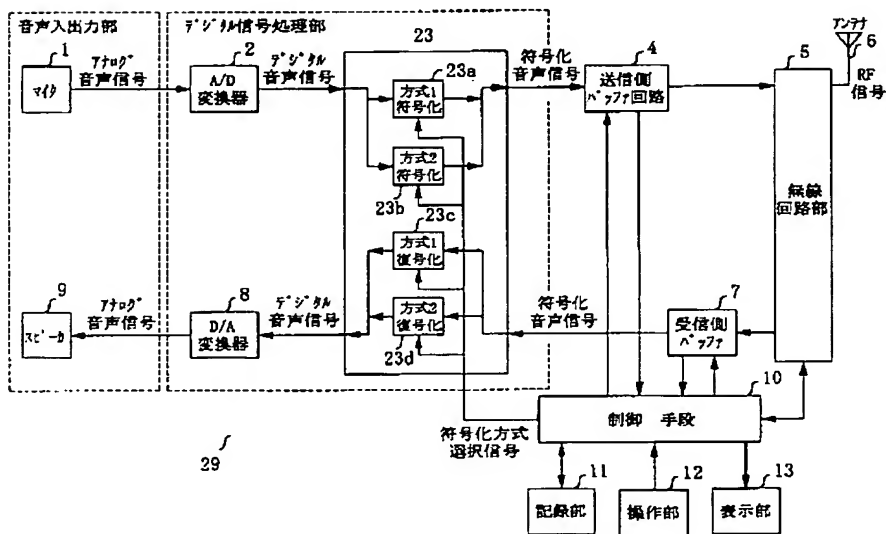 音声入出力部
デジタル信号処理部
アンテナ
1
アナログ
音声信号
2
デジタル
音声信号
23
符号化
音声信号
4
5
6
マイク
A/D
変換器
23a
方式1
符号化
送信側
バッファ回路
RF
信号
方式2
符号化
23b
23c
無線
回路部
方式1
復号化
9
アナログ
音声信号
8
デジタル
音声信号
符号化
音声信号
7
スピーカ
D/A
変換器
方式2
復号化
23d
受信側
バッファ
10
制御 手段
符号化方式
選択信号
29
11
12
13
記録部
操作部
表示部